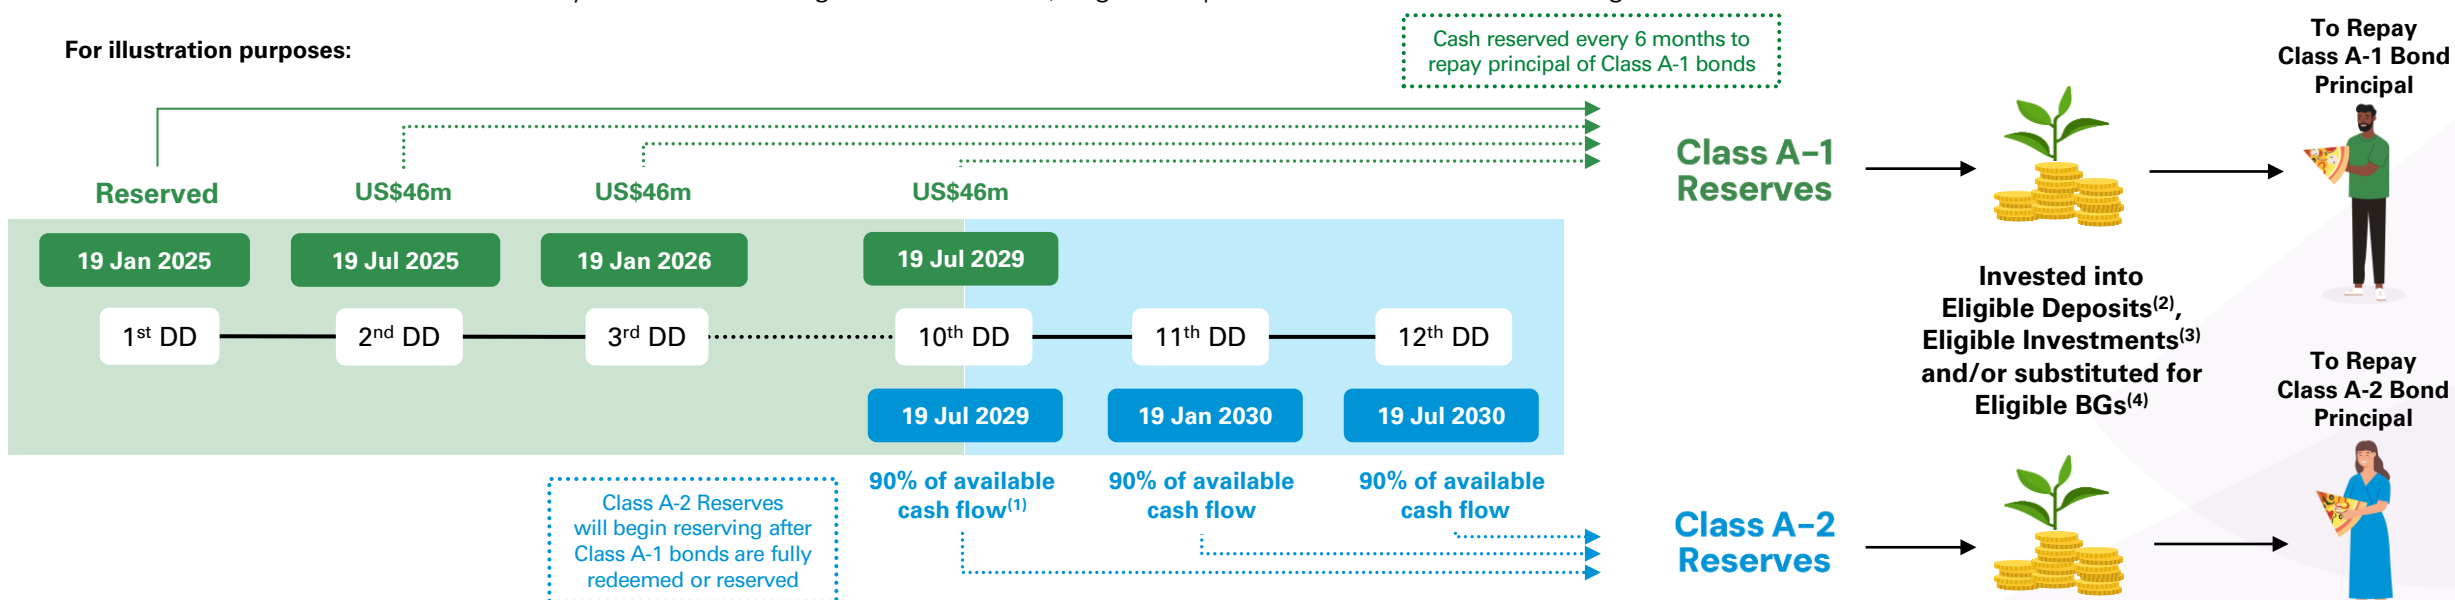 For illustration purposes:
Cash reserved every 6 months to
repay principal of Class A-1 bonds
To Repay
Class A-1 Bond
Principal
Reserved
US$46m
US$46m
US$46m
Class A-1
Reserves
19 Jan 2025
19 Jul 2025
19 Jan 2026
19 Jul 2029
1st DD
2nd DD
3rd DD
10th DD
11th DD
12th DD
19 Jul 2029
19 Jan 2030
19 Jul 2030
Invested into
Eligible Deposits(2),
Eligible Investments(3)
and/or substituted for
Eligible BGs(4)
To Repay
Class A-2 Bond
Principal
Class A-2 Reserves
will begin reserving after
Class A-1 bonds are fully
redeemed or reserved
90% of available
cash flow(1)
90% of available
cash flow
90% of available
cash flow
Class A-2
Reserves